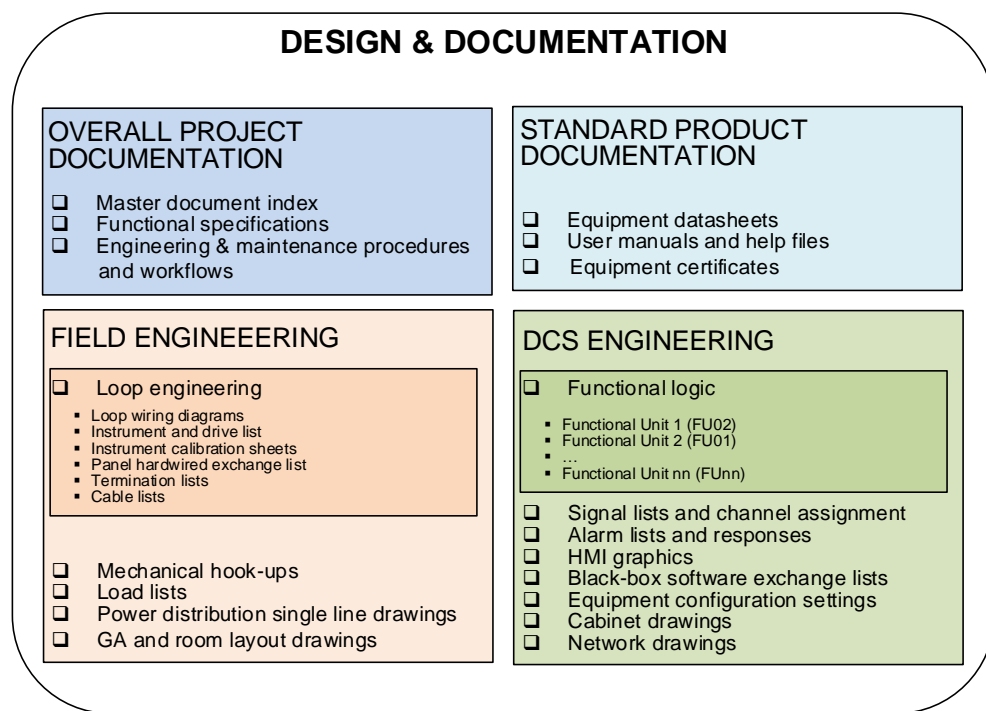 DESIGN & DOCUMENTATION
OVERALL PROJECT
DOCUMENTATION
❑ Master document index
❑ Functional specifications
❑ Engineering & maintenance procedures
and workflows
STANDARD PRODUCT
DOCUMENTATION
❑ Equipment datasheets
❑ User manuals and help files
❑ Equipment certificates
FIELD ENGINEEERING
❑ Loop engineering
▪ Loop wiring diagrams
▪ Instrument and drive list
▪ Instrument calibration sheets
▪ Panel hardwired exchange list
▪ Termination lists
▪ Cable lists
❑ Mechanical hook-ups
❑ Load lists
❑ Power distribution single line drawings
❑ GA and room layout drawings
DCS ENGINEERING
❑ Functional logic
▪ Functional Unit 1 (FU02)
▪ Functional Unit 2 (FU01)
▪ ...
▪ Functional Unit nn (FUnn)
❑ Signal lists and channel assignment
❑ Alarm lists and responses
❑ HMI graphics
❑ Black-box software exchange lists
❑ Equipment configuration settings
❑ Cabinet drawings
❑ Network drawings